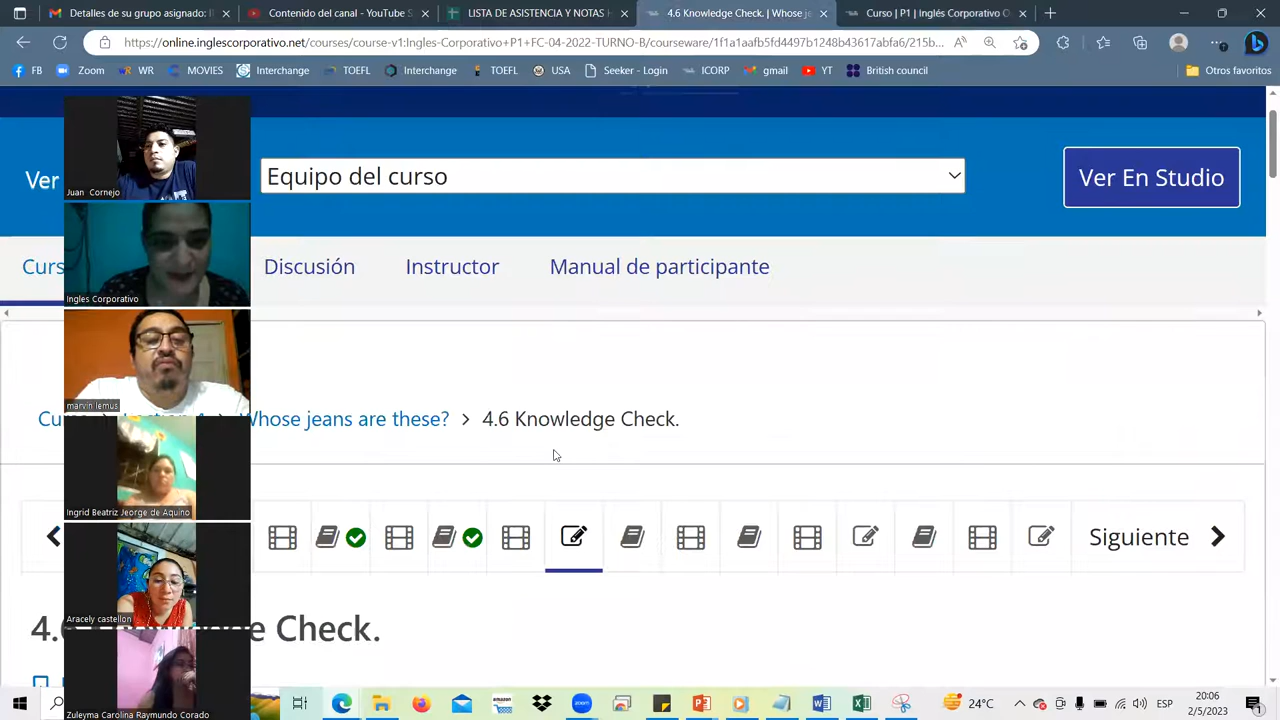 Detalles de su grupo asignado: I
Contenido del canal - YouTube S
LISTA DE ASISTENCIA Y NOTAS
4.6 Knowledge Check. | Whose je
Curso | P1 | Inglés Corporativo O
https://online.inglescorporativo.net/courses/course-v1:Ingles-Corporativo+P1+FC-04-2022-TURNO-B/courseware/1f1a1aafb5fd4497b1248b43617abfa6/215b...
FB
Zoom
WR
MOVIES
Interchange
TOEFL
Interchange
TOEFL
USA
Seeker - Login
ICORP
gmail
YT
British council
Otros favoritos
Ver
Equipo del curso
Ver En Studio
Curs
Discusión
Instructor
Manual de participante
Juan Cornejo
Ingles Corporativo
marvin lemus
Ingrid Beatriz Jeorge de Aquino
Aracely castellon
Zuleyma Carolina Raymundo Corado
Whose jeans are these? > 4.6 Knowledge Check.
Siguiente
4.6 Check.
24°C
ESP
20:06
2/5/2023